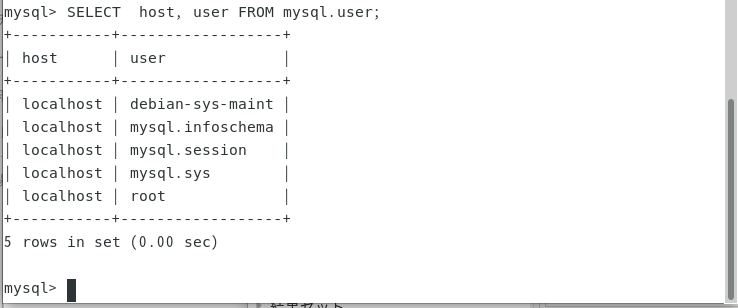 mysql> SELECT  host, user FROM mysql.user;
+-----------+------------------+
| host      | user             |
+-----------+------------------+
| localhost | debian-sys-maint |
| localhost | mysql.infoschema |
| localhost | mysql.session    |
| localhost | mysql.sys        |
| localhost | root             |
+-----------+------------------+
5 rows in set (0.00 sec)
mysql>